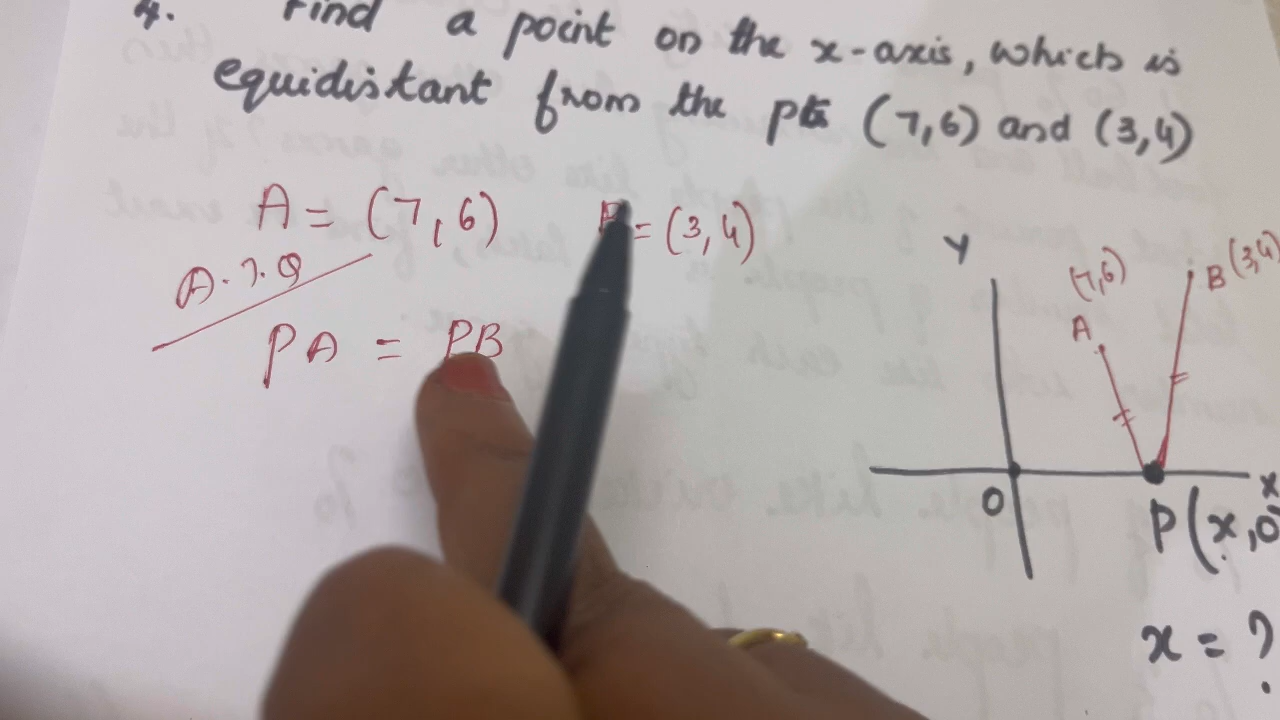 4. Find a point on the x-axis, which is
equidistant from the pts (7,6) and (3,4)
A = (7,6) = (3,4)
A.T.Q
PA = PB
Y
(7,6)
A
B (3,4)
O
X
P(x,0
x = ?